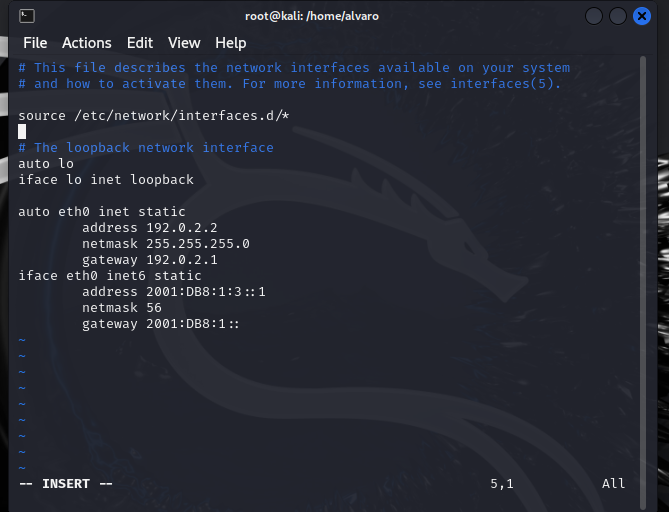 root@kali: /home/alvaro
File Actions Edit View Help
# This file describes the network interfaces available on your system
# and how to activate them. For more information, see interfaces(5).
source /etc/network/interfaces.d/*
# The loopback network interface
auto lo
iface lo inet loopback
auto eth0 inet static
address 192.0.2.2
netmask 255.255.255.0
gateway 192.0.2.1
iface eth0 inet6 static
address 2001:DB8:1:3::1
netmask 56
gateway 2001:DB8:1::
~
~
~
~
~
~
~
~
~
-- INSERT -- 5,1 All